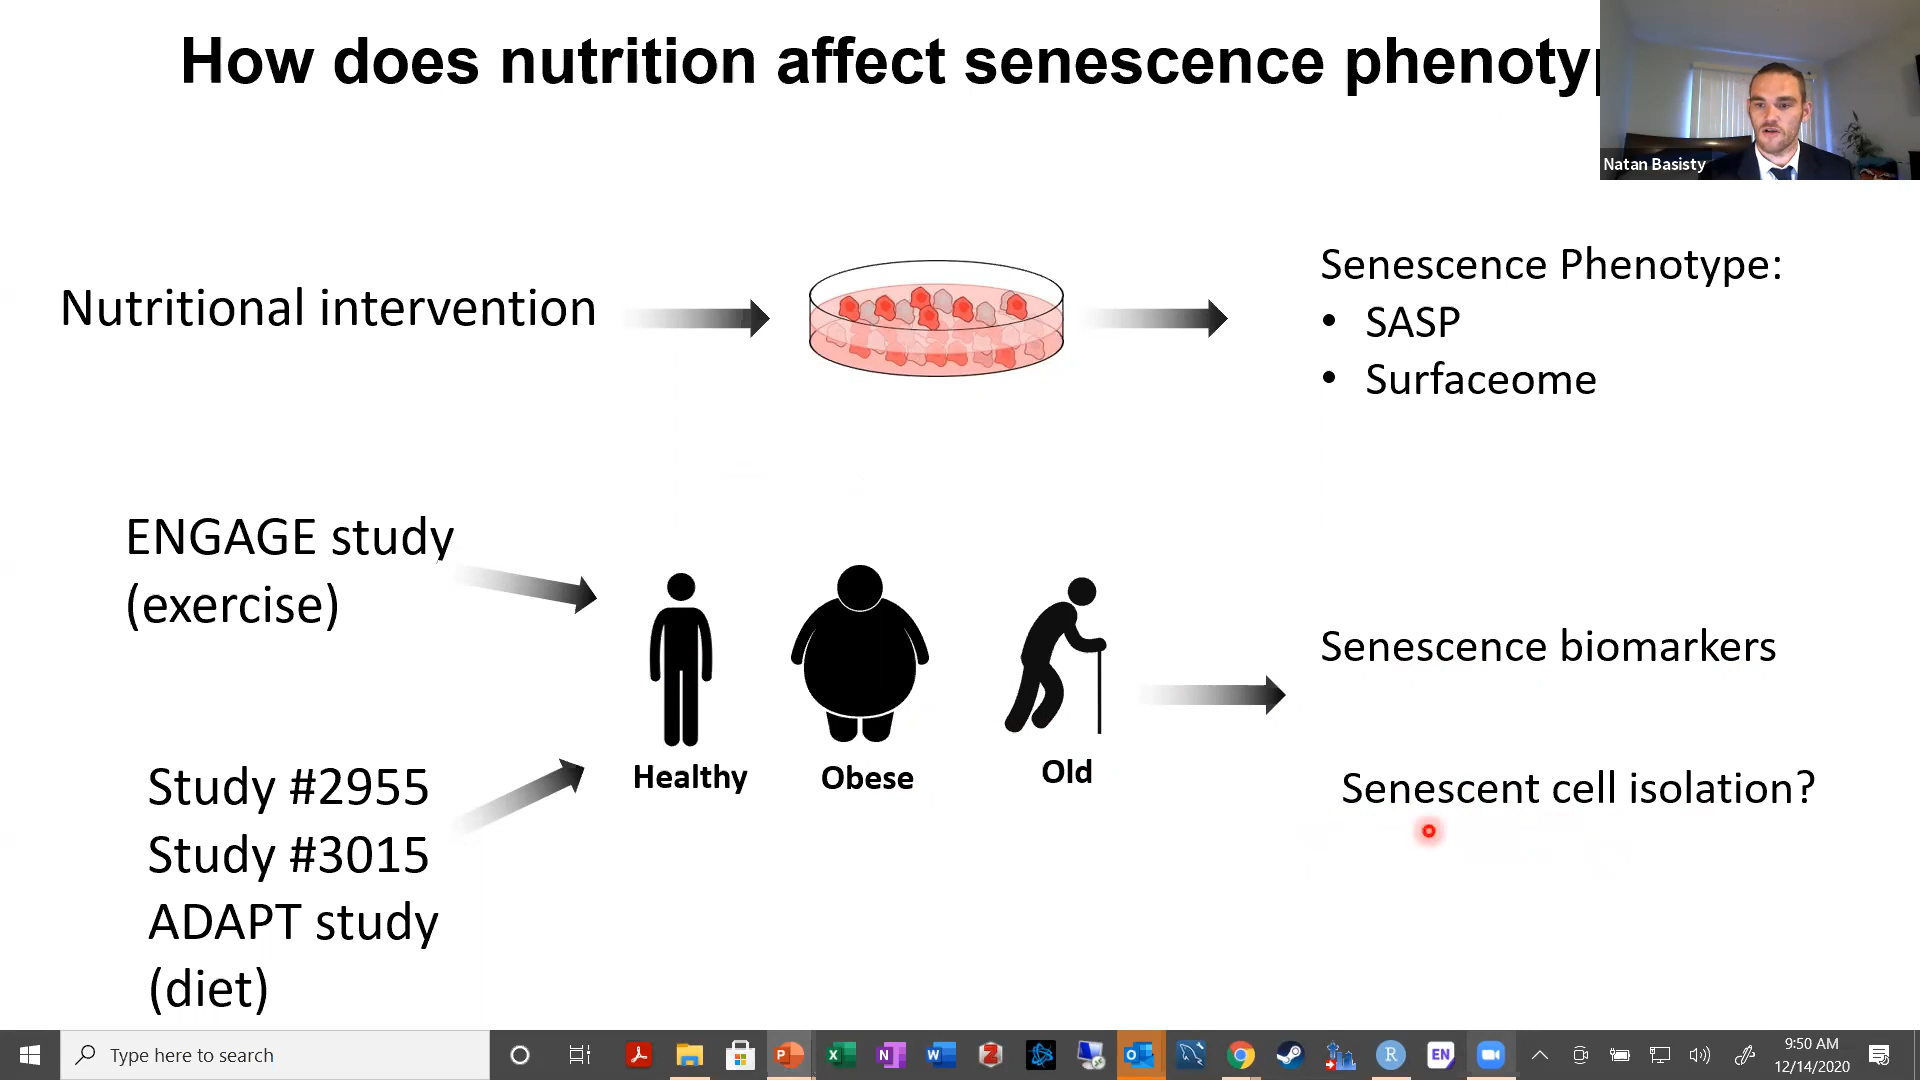 How does nutrition affect senescence
Natan Basisty
Nutritional intervention
Senescence Phenotype:
• SASP
• Surfaceome
ENGAGE study
(exercise)
Healthy
Obese
Old
Senescence biomarkers
Senescent cell isolation?
Study #2955
Study #3015
ADAPT study
(diet)
Type here to search
EN
9:50 AM
12/14/2020